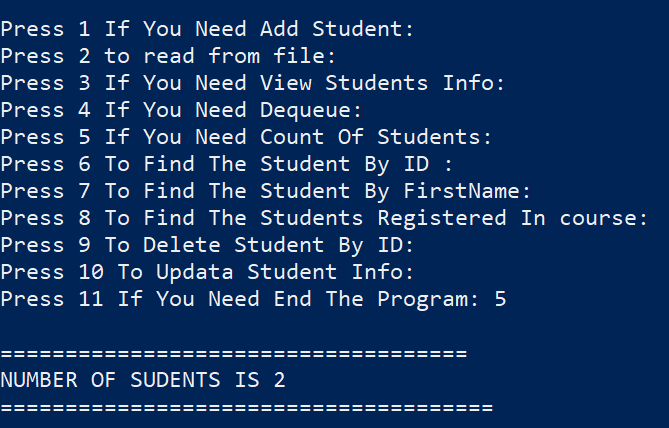 Press 1 If You Need Add Student:
Press 2 to read from file:
Press 3 If You Need View Students Info:
Press 4 If You Need Dequeue:
Press 5 If You Need Count Of Students:
Press 6 To Find The Student By ID :
Press 7 To Find The Student By FirstName:
Press 8 To Find The Students Registered In course:
Press 9 To Delete Student By ID:
Press 10 To Updata Student Info:
Press 11 If You Need End The Program: 5
====================================
NUMBER OF SUDENTS IS 2
======================================